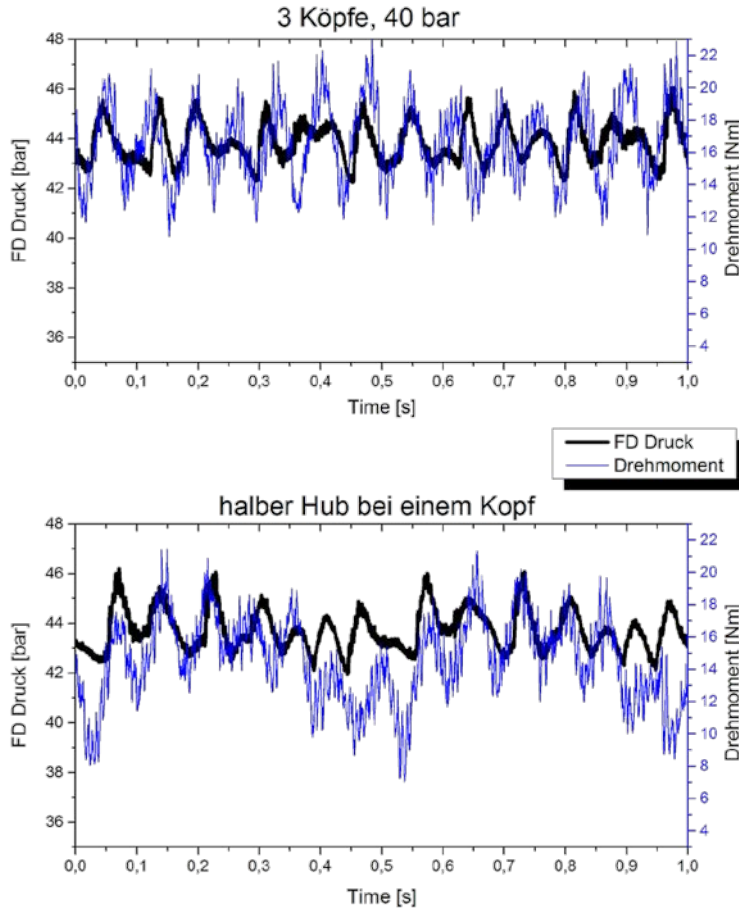 3 Köpfe, 40 bar
48
46
44
42
40
38
36
FD Druck [bar]
22
20
18
16
14
12
10
8
6
4
Drehmoment [Nm]
0,0 0,1 0,2 0,3 0,4 0,5 0,6 0,7 0,8 0,9 1,0
Time [s]
FD Druck
Drehmoment
halber Hub bei einem Kopf
48
46
44
42
40
38
36
FD Druck [bar]
22
20
18
16
14
12
10
8
6
4
Drehmoment [Nm]
0,0 0,1 0,2 0,3 0,4 0,5 0,6 0,7 0,8 0,9 1,0
Time [s]